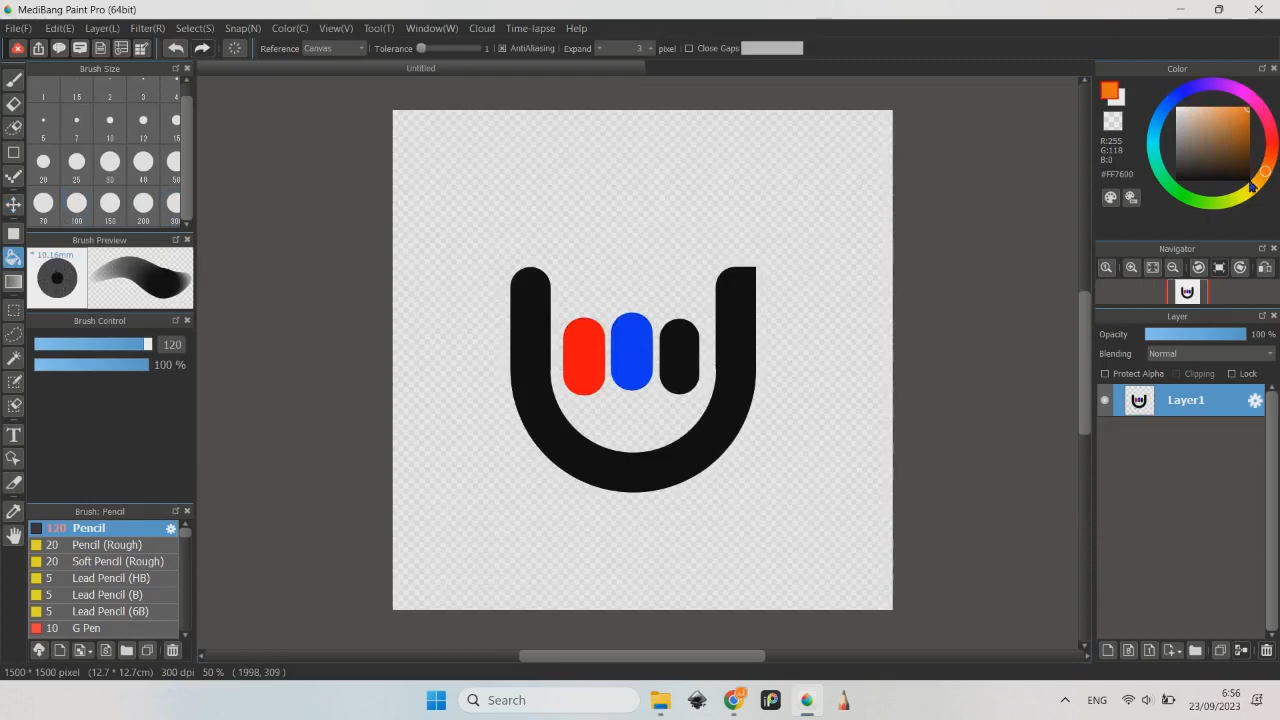 MediBang Paint Pro (64bit)
File(F) Edit(E) Layer(L) Filter(R) Select(S) Snap(N) Color(C) View(V) Tool(T) Window(W) Cloud Time-lapse Help
Reference Canvas Tolerance 1 AntiAliasing Expand 3 pixel Close Gaps
Brush Size
Untitled
Color
1 1.5 2 3 4
5 7 10 12 15
20 25 30 40 50
70 100 150 200 300
R:255
G:118
B:0
#FF7600
Brush Preview
* 10.16mm
Navigator
Brush Control
120
100 %
Layer
Opacity 100 %
Blending Normal
Protect Alpha Clipping Lock
Layer1
Brush: Pencil
120 Pencil
20 Pencil (Rough)
20 Soft Pencil (Rough)
5 Lead Pencil (HB)
5 Lead Pencil (B)
5 Lead Pencil (6B)
10 G Pen
1500 * 1500 pixel (12.7 * 12.7cm) 300 dpi 50 % ( 1998, 309 )
Search
ENG
6:56
23/09/2023